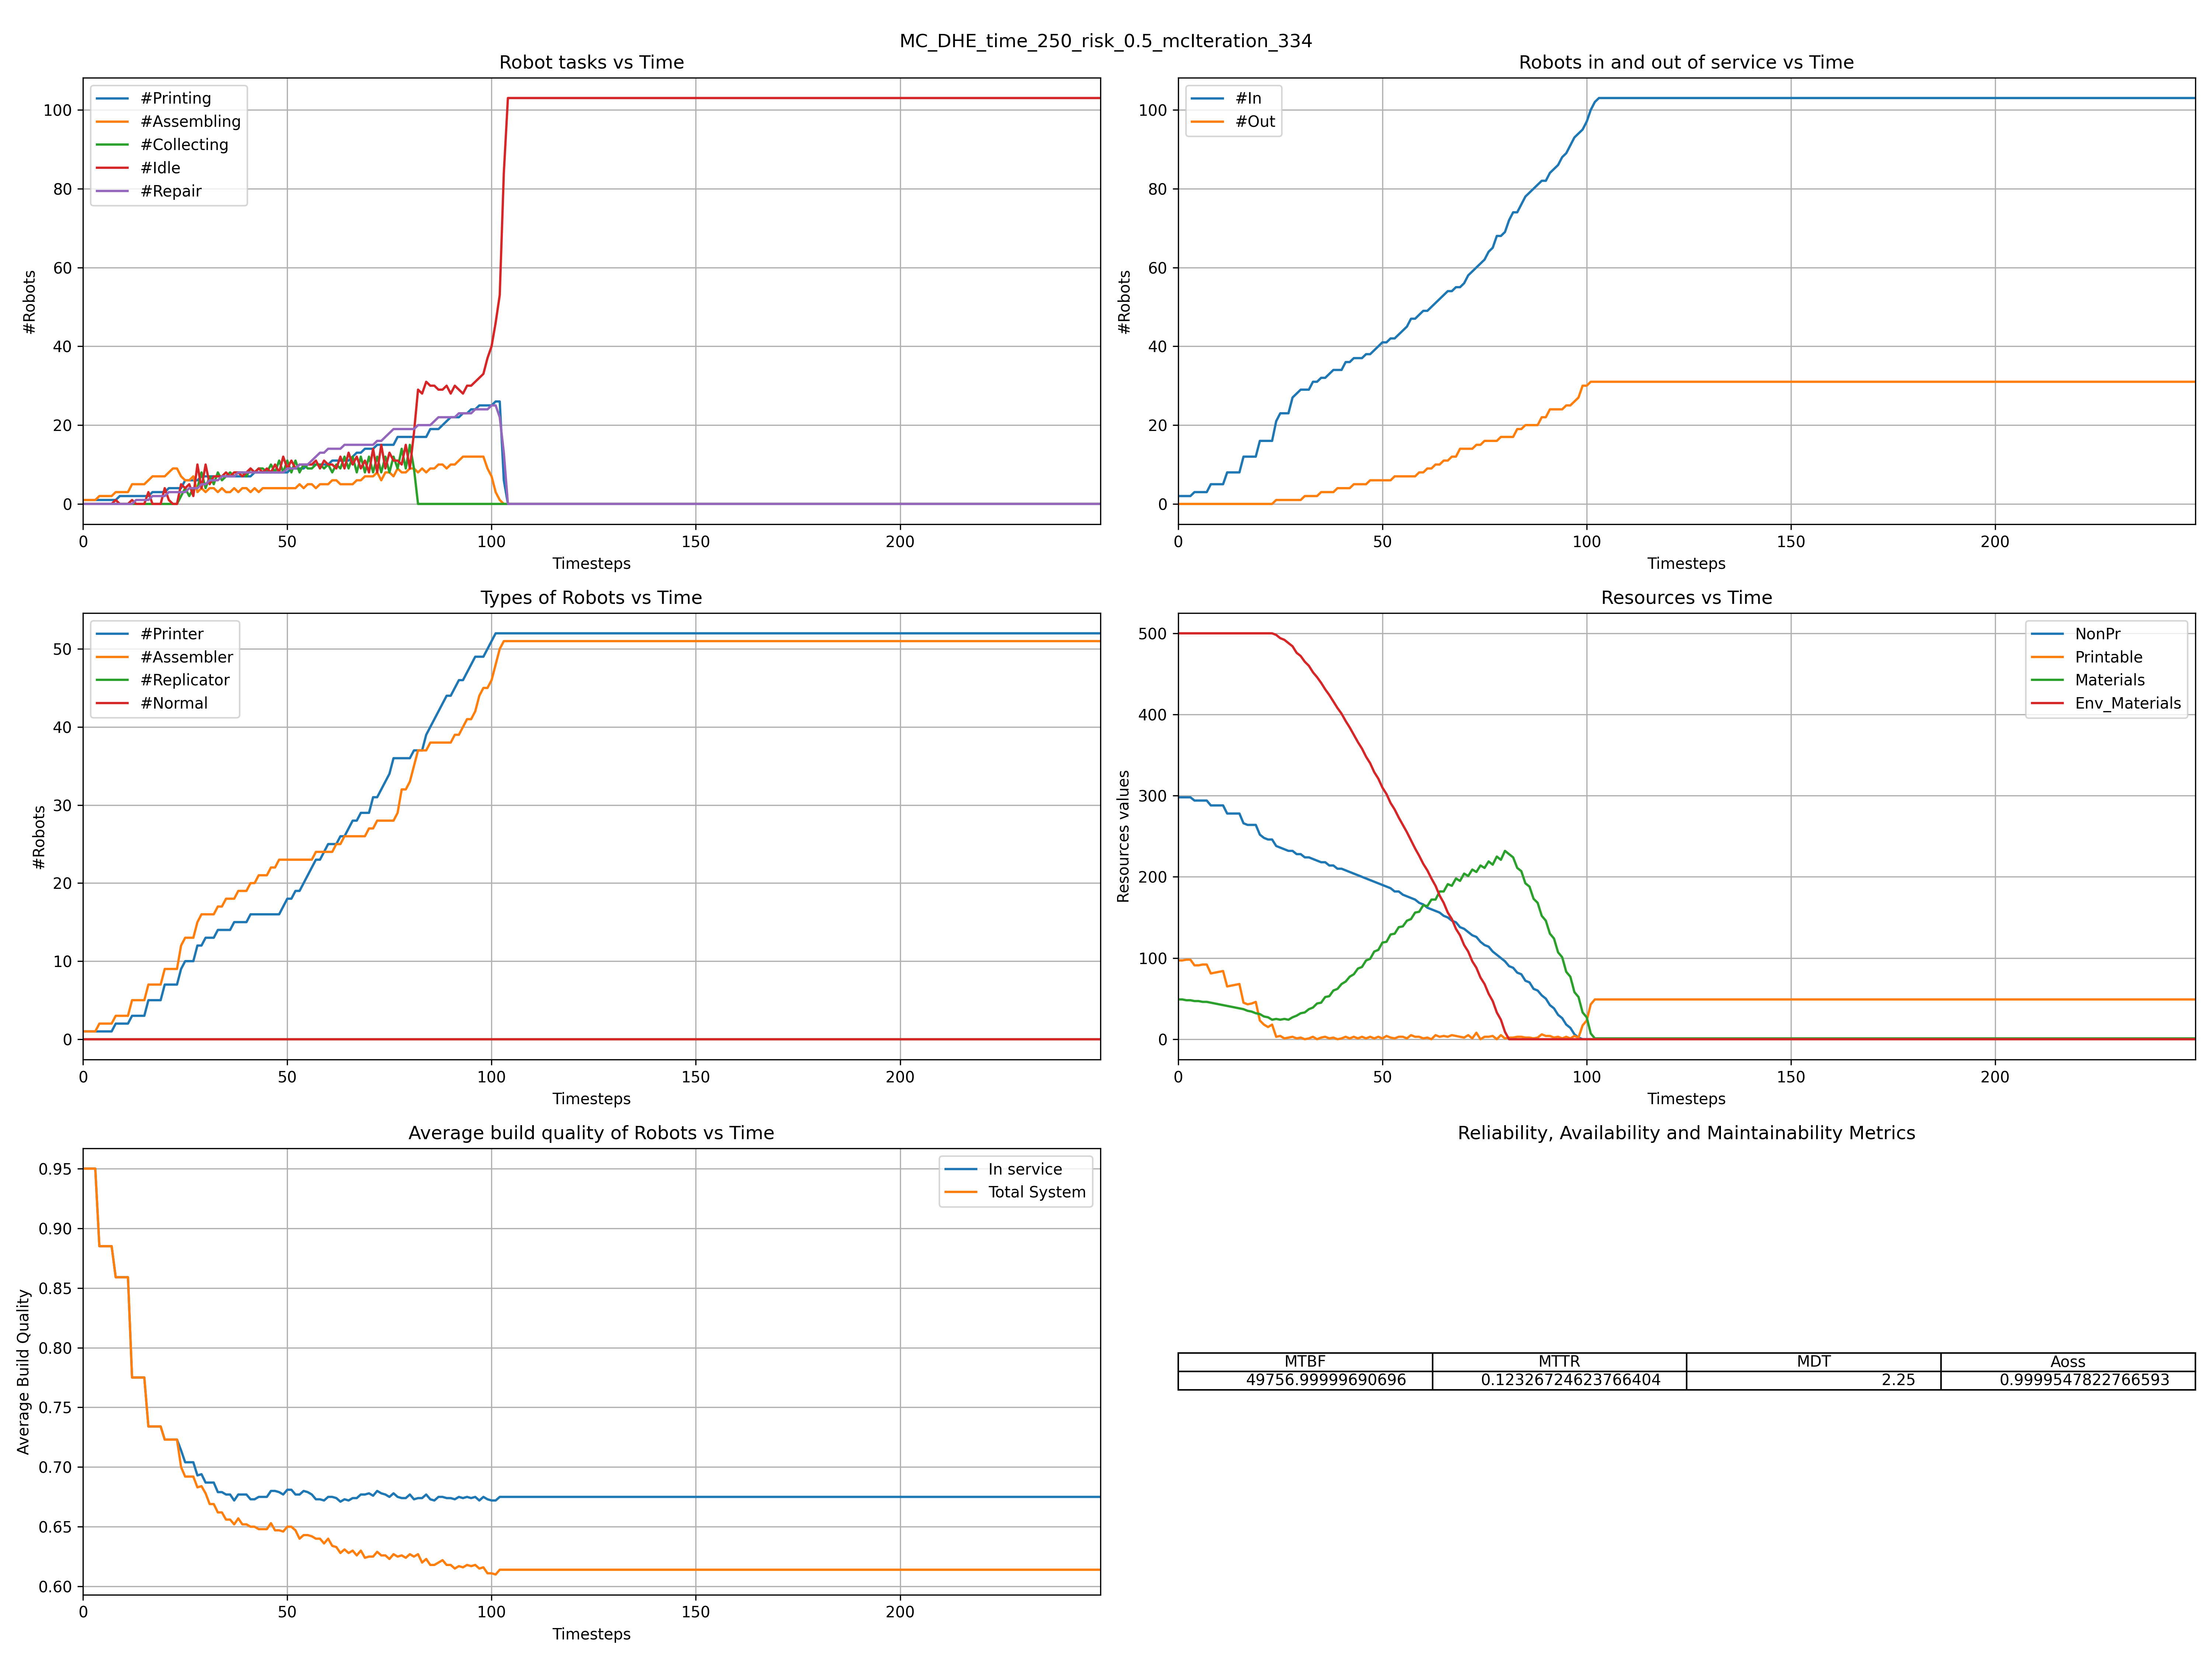 MC_DHE_time_250_risk_0.5_mcIteration_334
Robot tasks vs Time
#Printing
#Assembling
#Collecting
#Idle
#Repair
#Robots
100
80
60
40
20
0
0 50 100 150 200
Timesteps
Robots in and out of service vs Time
#In
#Out
#Robots
100
80
60
40
20
0
0 50 100 150 200
Timesteps
Types of Robots vs Time
#Printer
#Assembler
#Replicator
#Normal
#Robots
50
40
30
20
10
0
0 50 100 150 200
Timesteps
Resources vs Time
NonPr
Printable
Materials
Env_Materials
Resources values
500
400
300
200
100
0
0 50 100 150 200
Timesteps
Average build quality of Robots vs Time
In service
Total System
Average Build Quality
0.95
0.90
0.85
0.80
0.75
0.70
0.65
0.60
0 50 100 150 200
Timesteps
Reliability, Availability and Maintainability Metrics
MTBF MTTR MDT Aoss
49756.99999690696 0.12326724623766404 2.25 0.9999547822766593